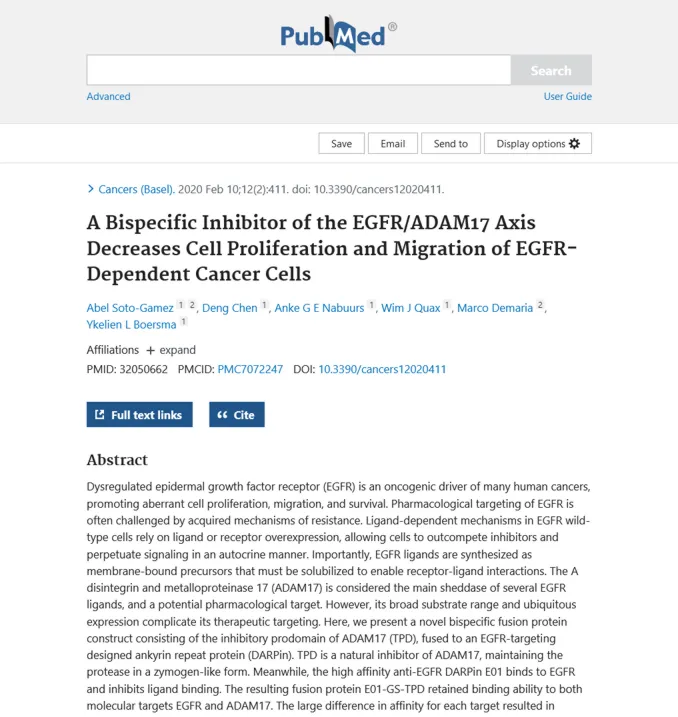 PubMed®
Search
Advanced
User Guide
Save
Email
Send to
Display options
Cancers (Basel). 2020 Feb 10;12(2):411. doi: 10.3390/cancers12020411.
A Bispecific Inhibitor of the EGFR/ADAM17 Axis
Decreases Cell Proliferation and Migration of EGFR-
Dependent Cancer Cells
Abel Soto-Gamez 1 2, Deng Chen 1, Anke G E Nabuurs 1, Wim J Quax 1, Marco Demaria 2,
Ykelien L Boersma 1
Affiliations + expand
PMID: 32050662 PMCID: PMC7072247 DOI: 10.3390/cancers12020411
Full text links
Cite
Abstract
Dysregulated epidermal growth factor receptor (EGFR) is an oncogenic driver of many human cancers,
promoting aberrant cell proliferation, migration, and survival. Pharmacological targeting of EGFR is
often challenged by acquired mechanisms of resistance. Ligand-dependent mechanisms in EGFR wild-
type cells rely on ligand or receptor overexpression, allowing cells to outcompete inhibitors and
perpetuate signaling in an autocrine manner. Importantly, EGFR ligands are synthesized as
membrane-bound precursors that must be solubilized to enable receptor-ligand interactions. The A
disintegrin and metalloproteinase 17 (ADAM17) is considered the main sheddase of several EGFR
ligands, and a potential pharmacological target. However, its broad substrate range and ubiquitous
expression complicate its therapeutic targeting. Here, we present a novel bispecific fusion protein
construct consisting of the inhibitory prodomain of ADAM17 (TPD), fused to an EGFR-targeting
designed ankyrin repeat protein (DARPin). TPD is a natural inhibitor of ADAM17, maintaining the
protease in a zymogen-like form. Meanwhile, the high affinity anti-EGFR DARPin E01 binds to EGFR
and inhibits ligand binding. The resulting fusion protein E01-GS-TPD retained binding ability to both
molecular targets EGFR and ADAM17. The large difference in affinity for each target resulted in